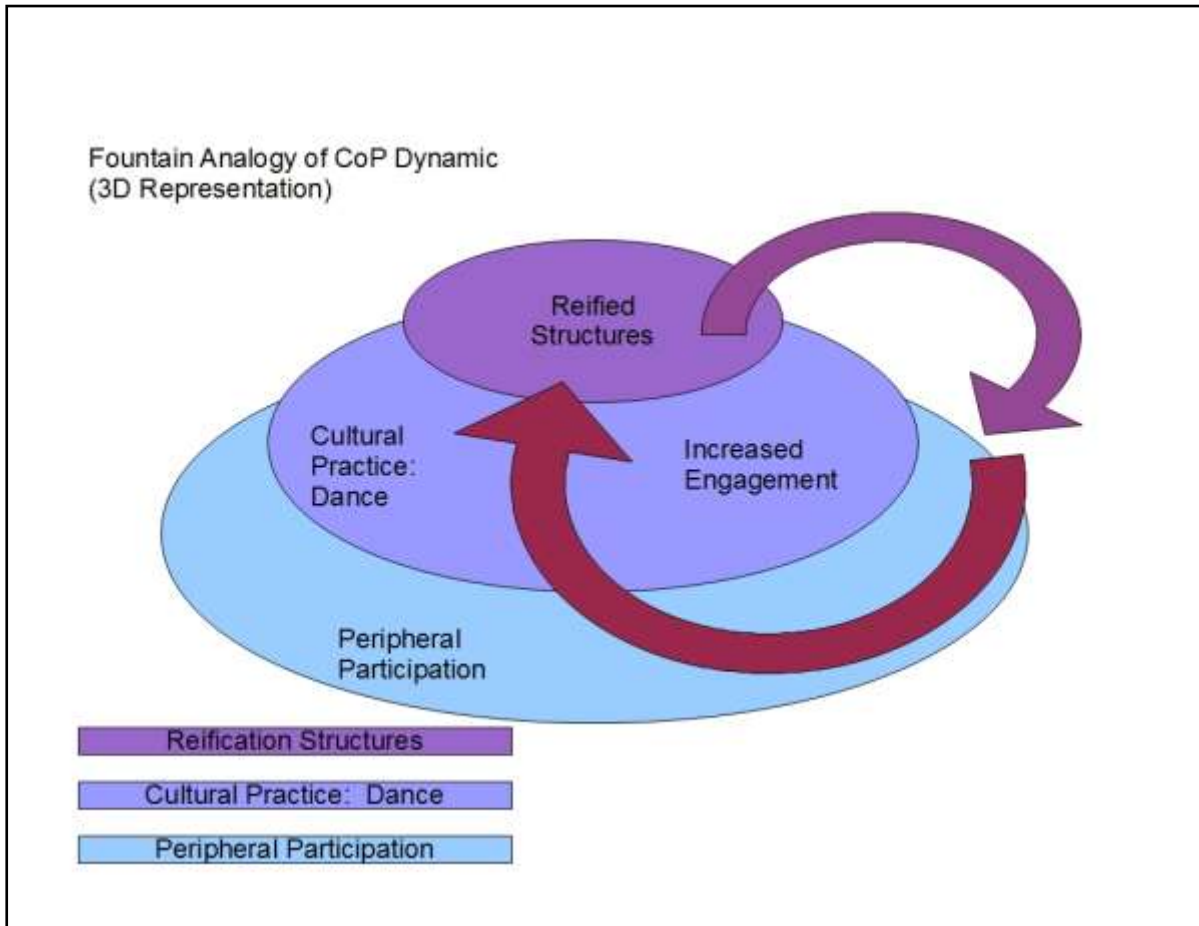 Fountain Analogy of CoP Dynamic
(3D Representation)
Reified
Structures
Cultural
Practice:
Dance
Increased
Engagement
Peripheral
Participation
Reification Structures
Cultural Practice:  Dance
Peripheral Participation